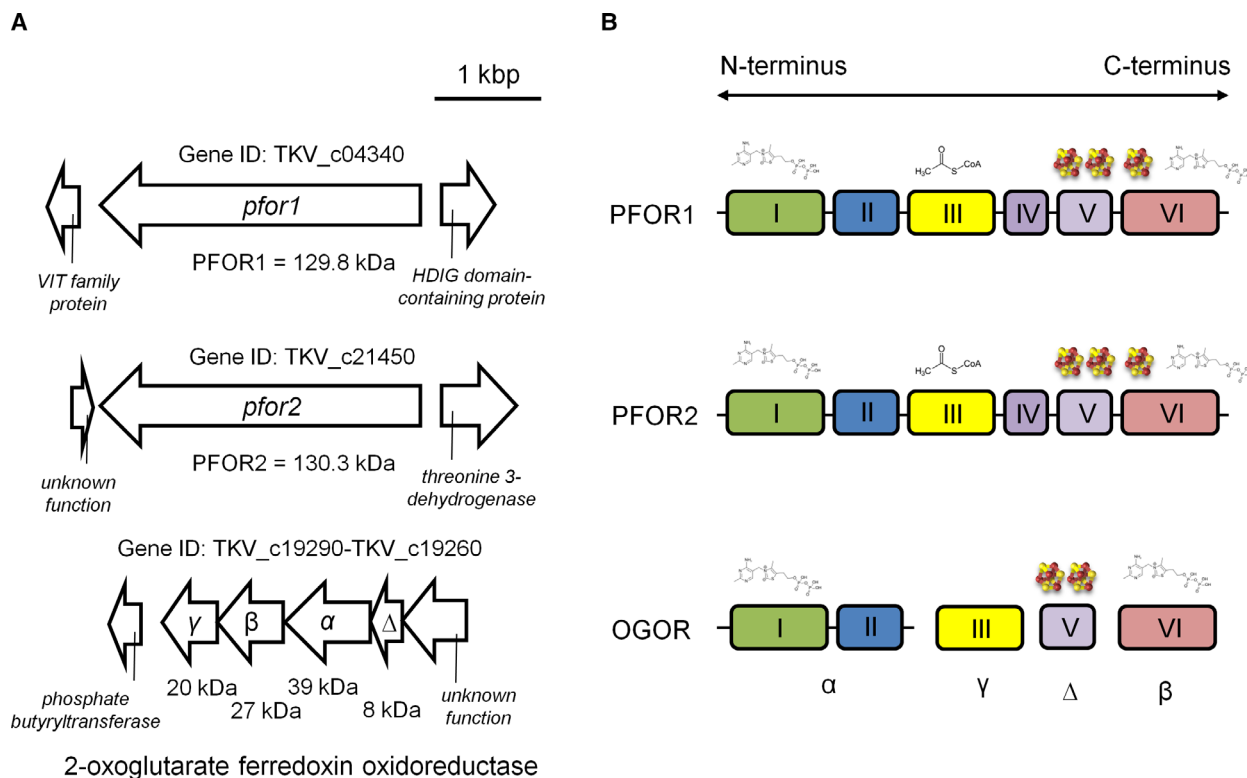 A
1 kbp
Gene ID: TKV_c04340
pfor1
PFOR1 = 129.8 kDa
VIT family
protein
HDIG domain-
containing protein
Gene ID: TKV_c21450
pfor2
PFOR2 = 130.3 kDa
unknown
function
threonine 3-
dehydrogenase
Gene ID: TKV_c19290-TKV_c19260
γ
β
α
Δ
20 kDa
27 kDa
39 kDa
8 kDa
phosphate
butyryltransferase
unknown
function
2-oxoglutarate ferredoxin oxidoreductase
B
N-terminus
C-terminus
PFOR1
I
II
III
IV
V
VI
PFOR2
I
II
III
IV
V
VI
OGOR
I
II
III
V
VI
α
γ
Δ
β